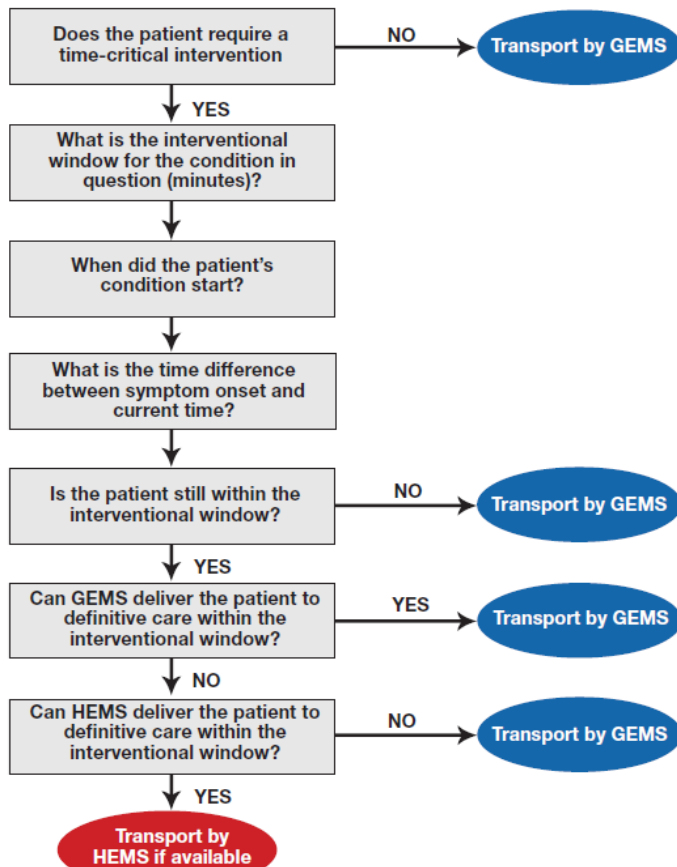 Does the patient require a
time-critical intervention
NO
Transport by GEMS
YES
What is the interventional
window for the condition in
question (minutes)?
When did the patient's
condition start?
What is the time difference
between symptom onset and
current time?
Is the patient still within the
interventional window?
NO
Transport by GEMS
YES
Can GEMS deliver the patient to
definitive care within the
interventional window?
YES
Transport by GEMS
NO
Can HEMS deliver the patient to
definitive care within the
interventional window?
NO
Transport by GEMS
YES
Transport by
HEMS if available